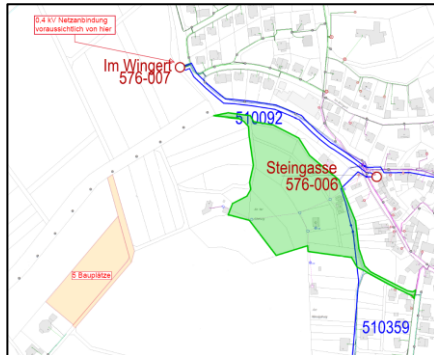 0,4 kV Netzanbindung
voraussichtlich von hier
Im Wingert
576-007
510092
Steingasse
576-006
5 Bauplätze
510359